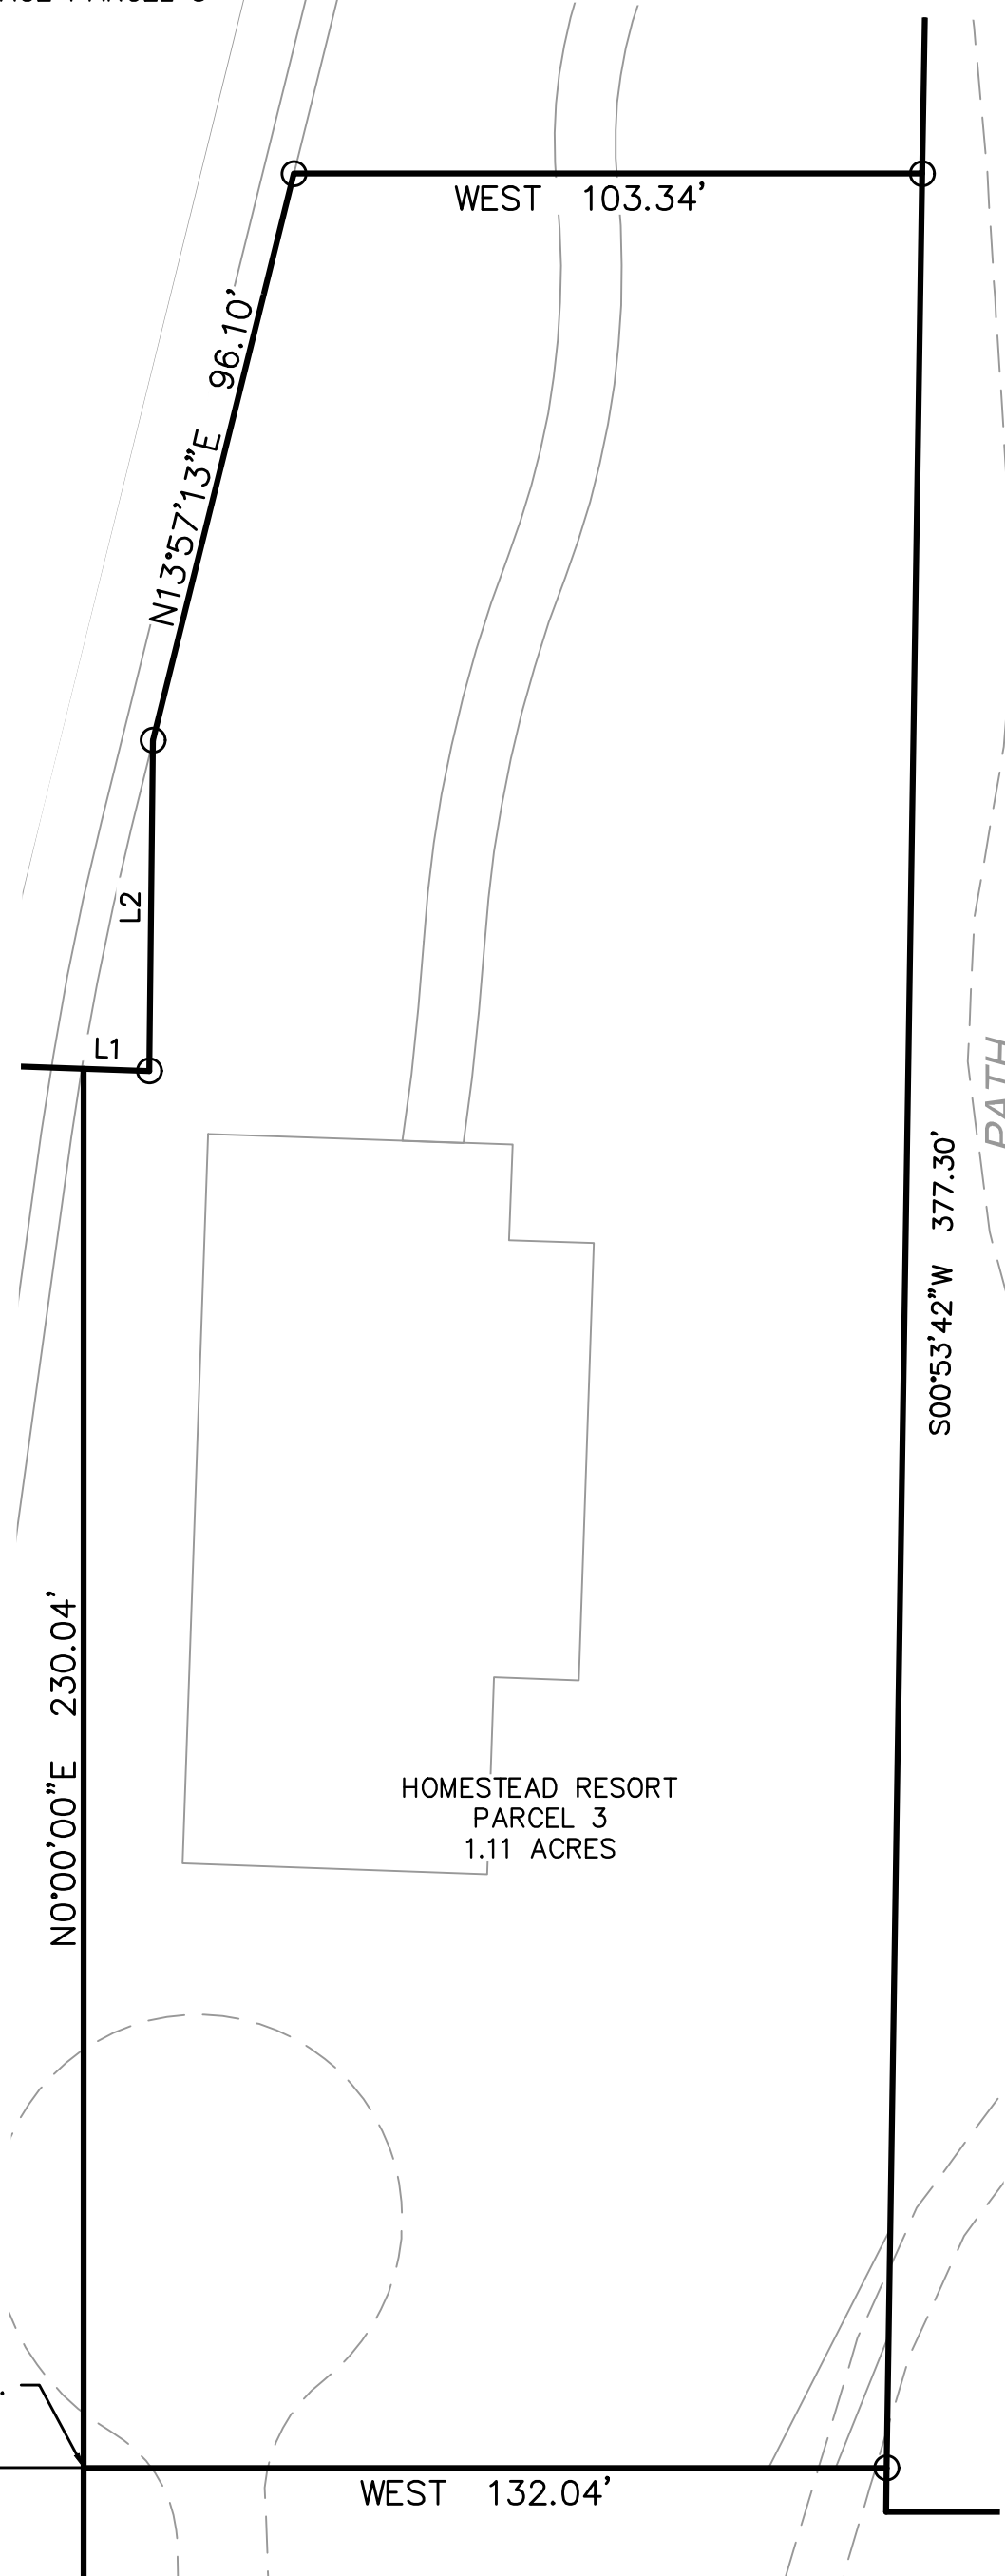 WEST 103.34'
N13°57'13"E 96.10'
L2
L1
PATH
S00°53'42"W 377.30'
N0°00'00"E 230.04'
HOMESTEAD RESORT
PARCEL 3
1.11 ACRES
WEST 132.04'